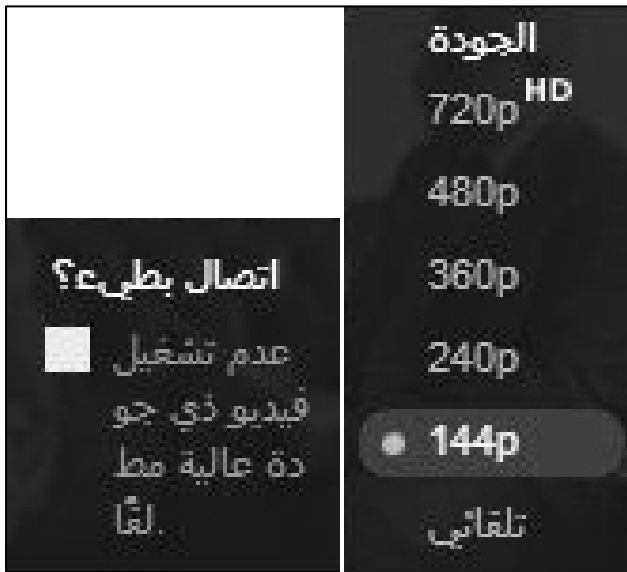 الجودة
720p HD
480p
360p
240p
144p
تلقائي
اتصال بطيء؟
عدم تشغيل
فيديو ذي جو
دة عالية مط
لقًا.